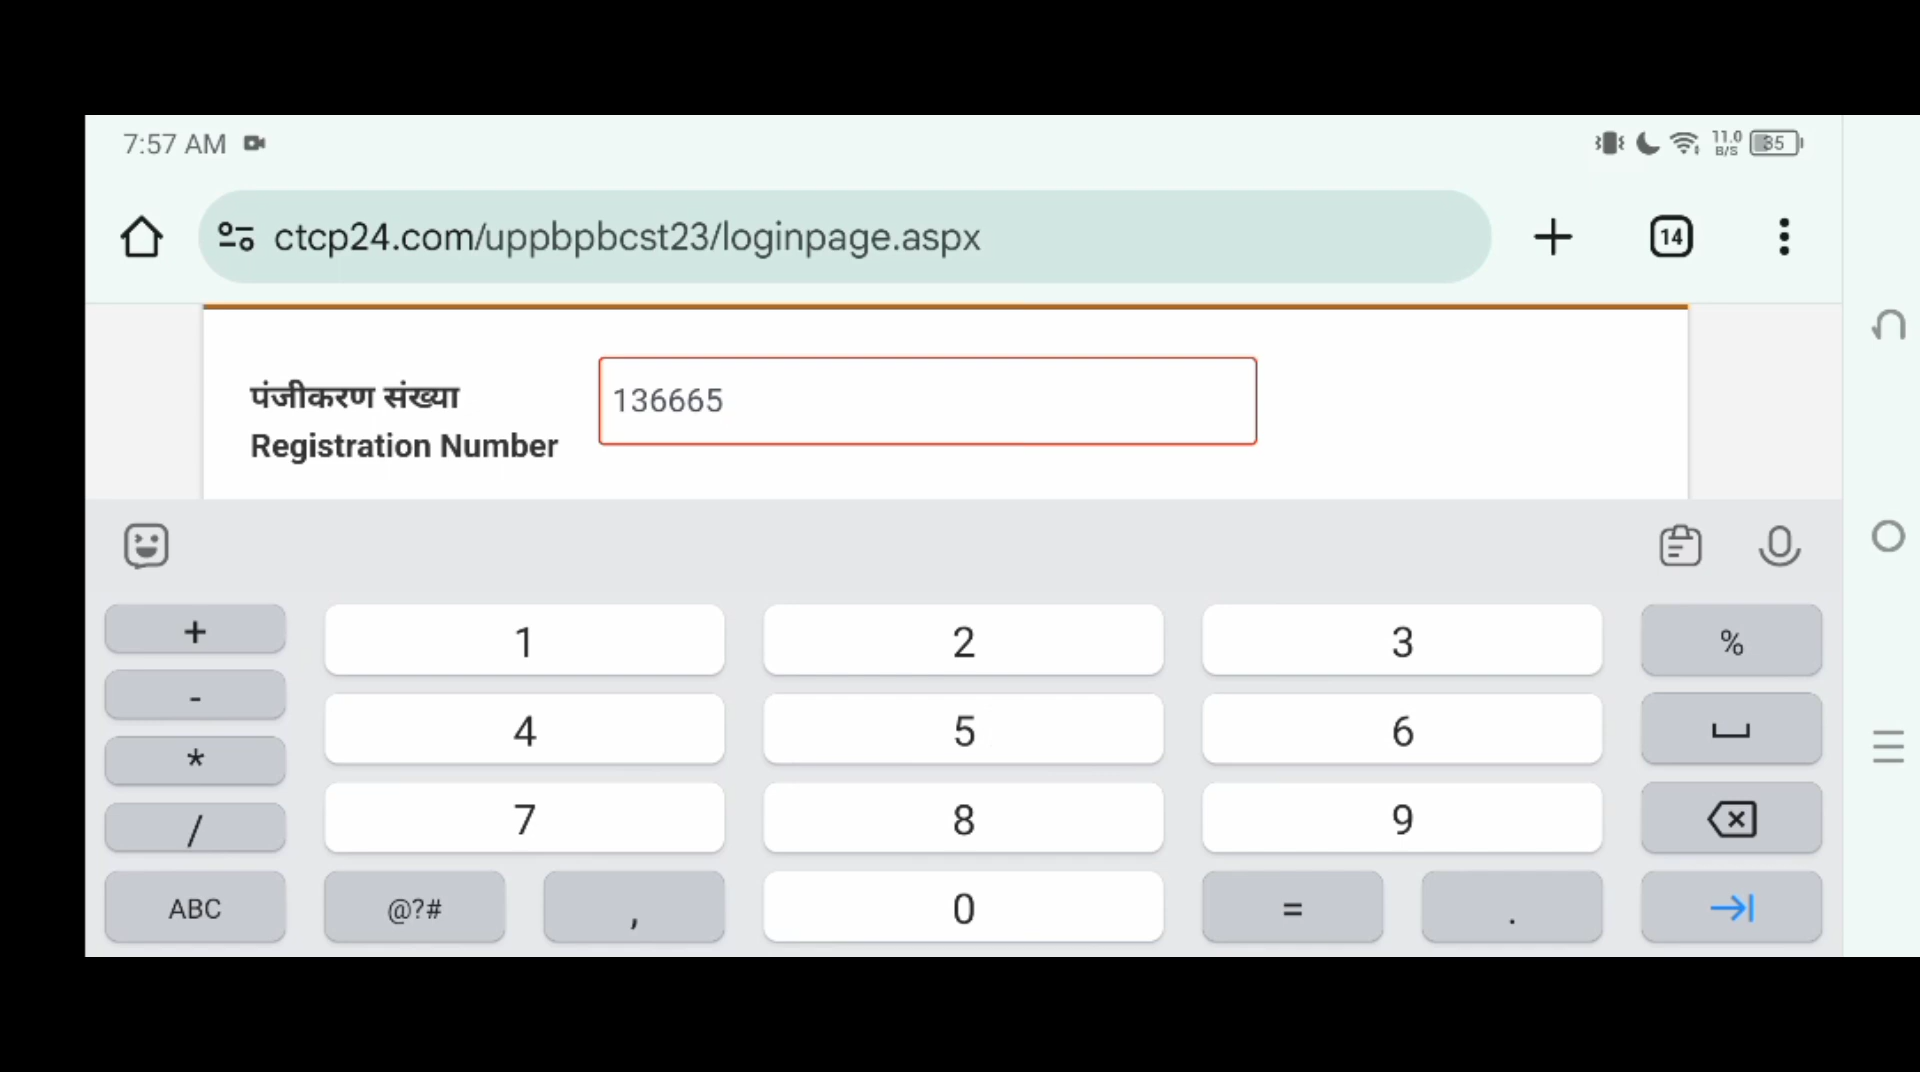 7:57 AM
11.0
B/S
35
ctcp24.com/uppbpbcst23/loginpage.aspx
14
पंजीकरण संख्या
136665
Registration Number
+ 1 2 3 %
-
4 5 6
*
7 8 9
/
ABC @?# , 0 = .